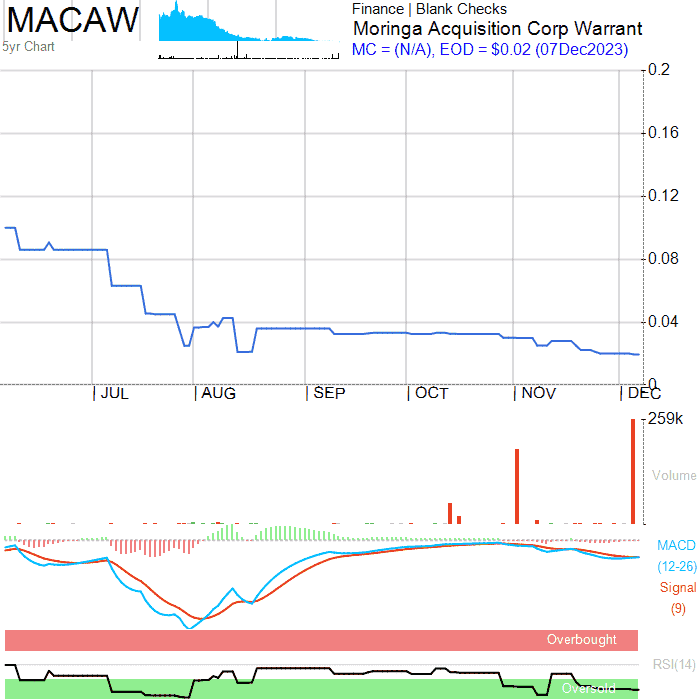 MACAW
5yr Chart
Finance | Blank Checks
Moringa Acquisition Corp Warrant
MC = (N/A), EOD = $0.02 (07Dec2023)
0.2
0.16
0.12
0.08
0.04
0
JUL AUG SEP OCT NOV DEC
259k
Volume
MACD
(12-26)
Signal
(9)
Overbought
RSI(14)
Oversold